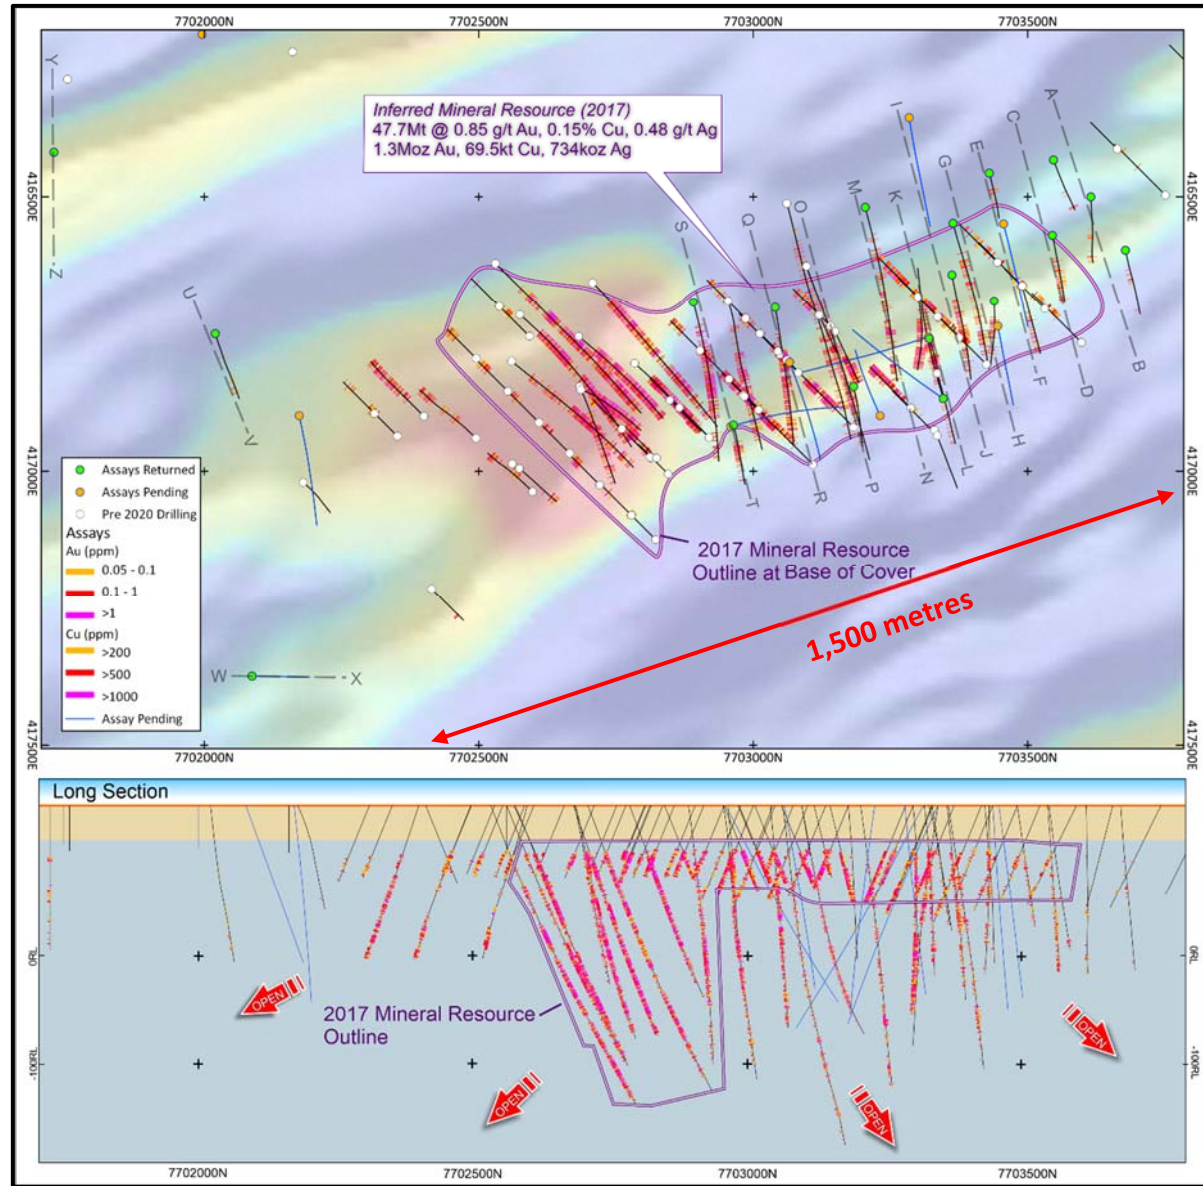 7702000N
7702500N
7703000N
7703500N
416500E
416500E
417000E
417000E
417500E
417500E
Inferred Mineral Resource (2017)
47.7Mt @ 0.85 g/t Au, 0.15% Cu, 0.48 g/t Ag
1.3Moz Au, 69.5kt Cu, 734koz Ag
Y
Z
U
V
W
X
S
Q
O
M
K
I
G
E
C
A
T
R
P
N
L
J
H
F
D
B
Assays Returned
Assays Pending
Pre 2020 Drilling
Assays
Au (ppm)
0.05 - 0.1
0.1 - 1
>1
Cu (ppm)
>200
>500
>1000
Assay Pending
2017 Mineral Resource
Outline at Base of Cover
1,500 metres
7702000N
7702500N
7703000N
7703500N
Long Section
0RL
0RL
-100RL
-100RL
2017 Mineral Resource
Outline
OPEN
OPEN
OPEN
OPEN
7702000N
7702500N
7703000N
7703500N